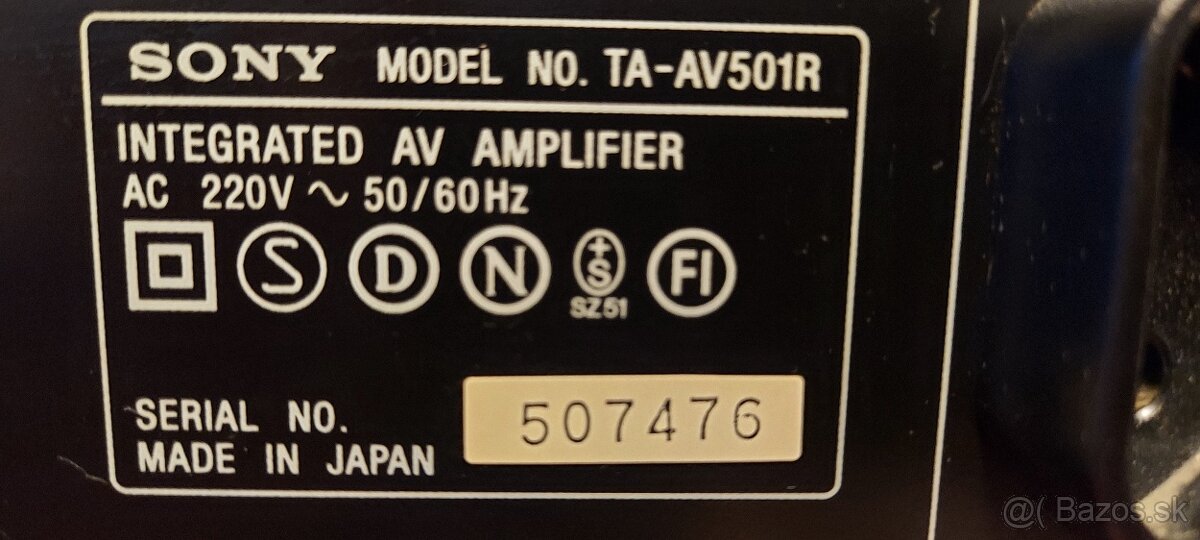 SONY MODEL NO. TA-AV501R
INTEGRATED AV AMPLIFIER
AC 220V ~ 50/60Hz
S D N +S FI
SZ51
SERIAL NO. 507476
MADE IN JAPAN
@( Bazos.sk